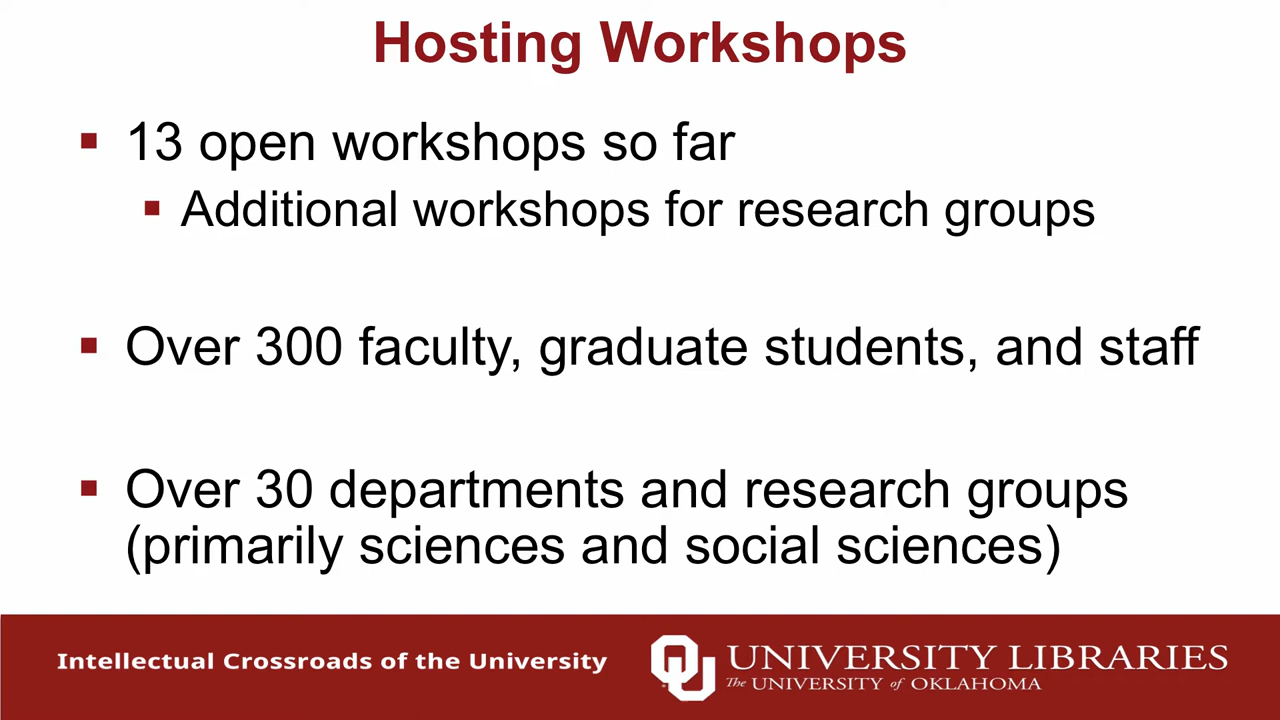 Hosting Workshops
13 open workshops so far
Additional workshops for research groups
Over 300 faculty, graduate students, and staff
Over 30 departments and research groups
(primarily sciences and social sciences)
Intellectual Crossroads of the University
OU
UNIVERSITY LIBRARIES
The UNIVERSITY of OKLAHOMA